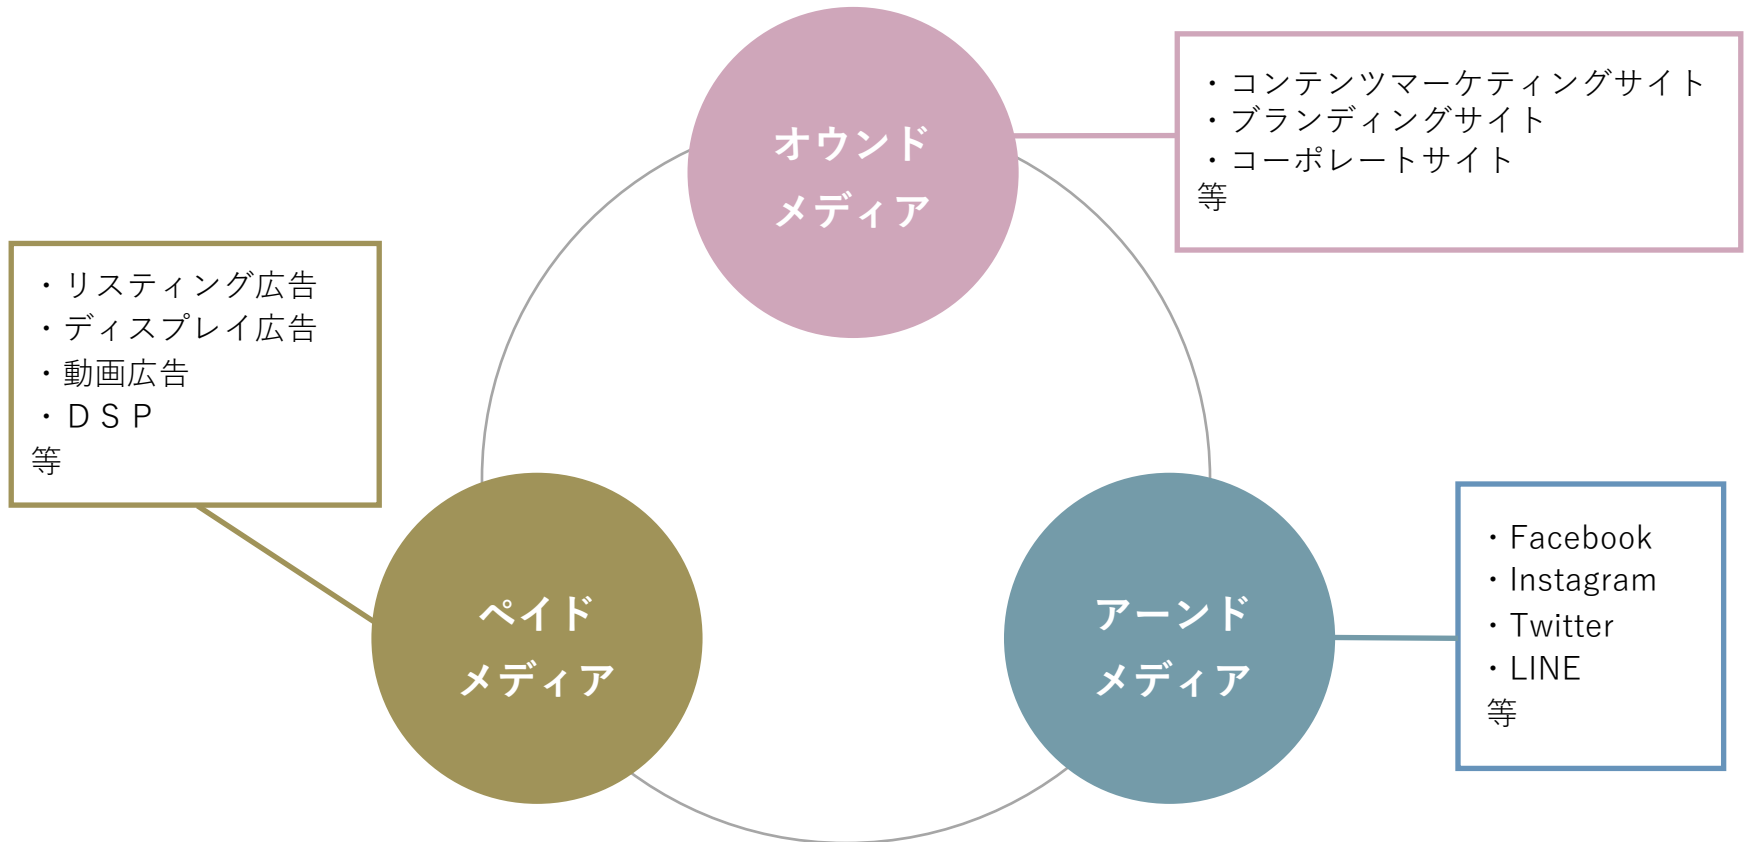 オウンド
メディア
・コンテンツマーケティングサイト
・ブランディングサイト
・コーポレートサイト
等
・リスティング広告
・ディスプレイ広告
・動画広告
・ＤＳＰ
等
ペイド
メディア
アーンド
メディア
・Facebook
・Instagram
・Twitter
・LINE
等